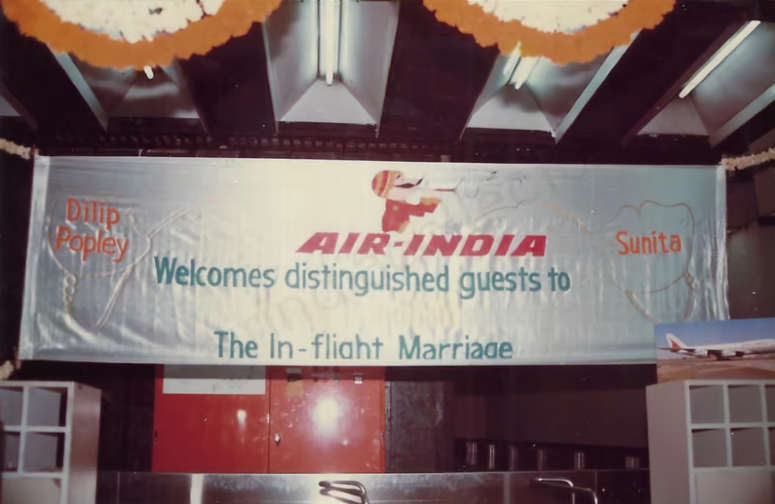 Dilip
Popley
AIR-INDIA
Sunita
Welcomes distinguished guests to
The In-flight Marriage